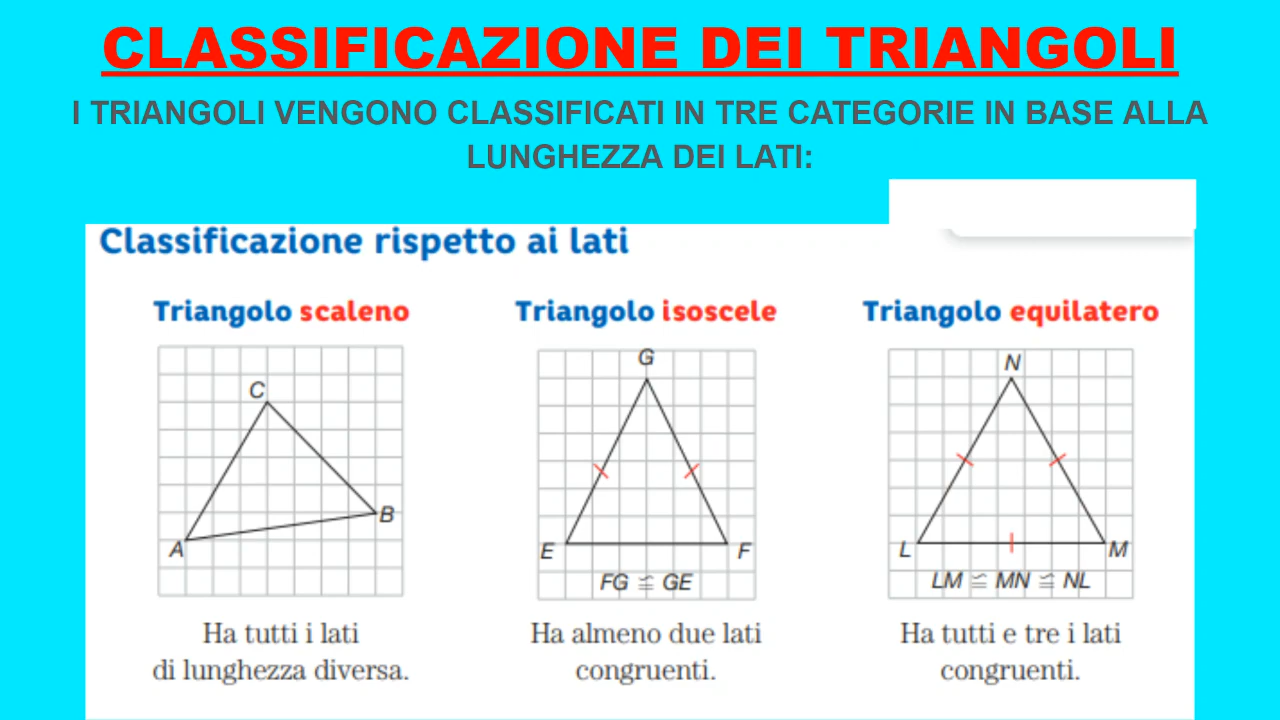 CLASSIFICAZIONE DEI TRIANGOLI
I TRIANGOLI VENGONO CLASSIFICATI IN TRE CATEGORIE IN BASE ALLA
LUNGHEZZA DEI LATI:
Classificazione rispetto ai lati
Triangolo scaleno
C
B
A
Ha tutti i lati
di lunghezza diversa.
Triangolo isoscele
G
E
F
FG ≌ GE
Ha almeno due lati
congruenti.
Triangolo equilatero
N
L
M
LM ≌ MN ≌ NL
Ha tutti e tre i lati
congruenti.